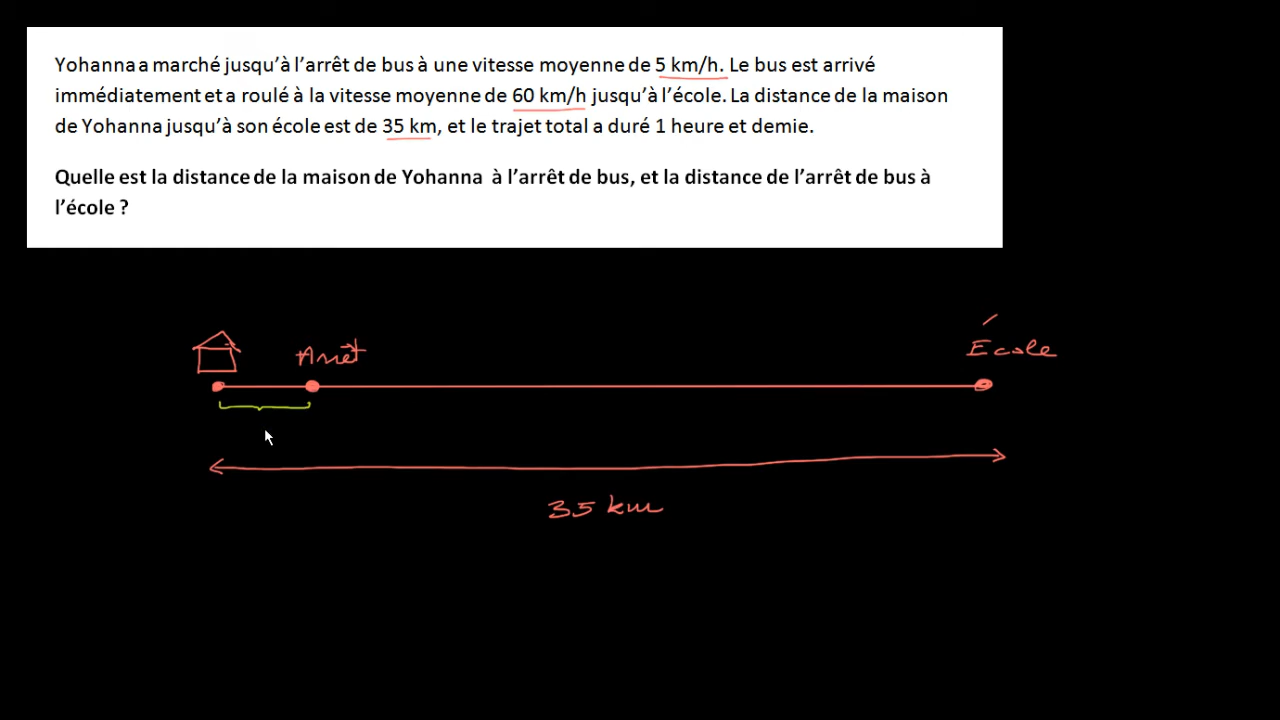 Yohanna a marché jusqu’à l’arrêt de bus à une vitesse moyenne de 5 km/h. Le bus est arrivé
immédiatement et a roulé à la vitesse moyenne de 60 km/h jusqu’à l’école. La distance de la maison
de Yohanna jusqu’à son école est de 35 km, et le trajet total a duré 1 heure et demie.
Quelle est la distance de la maison de Yohanna à l’arrêt de bus, et la distance de l’arrêt de bus à
l’école ?
Arrêt
École
35 km